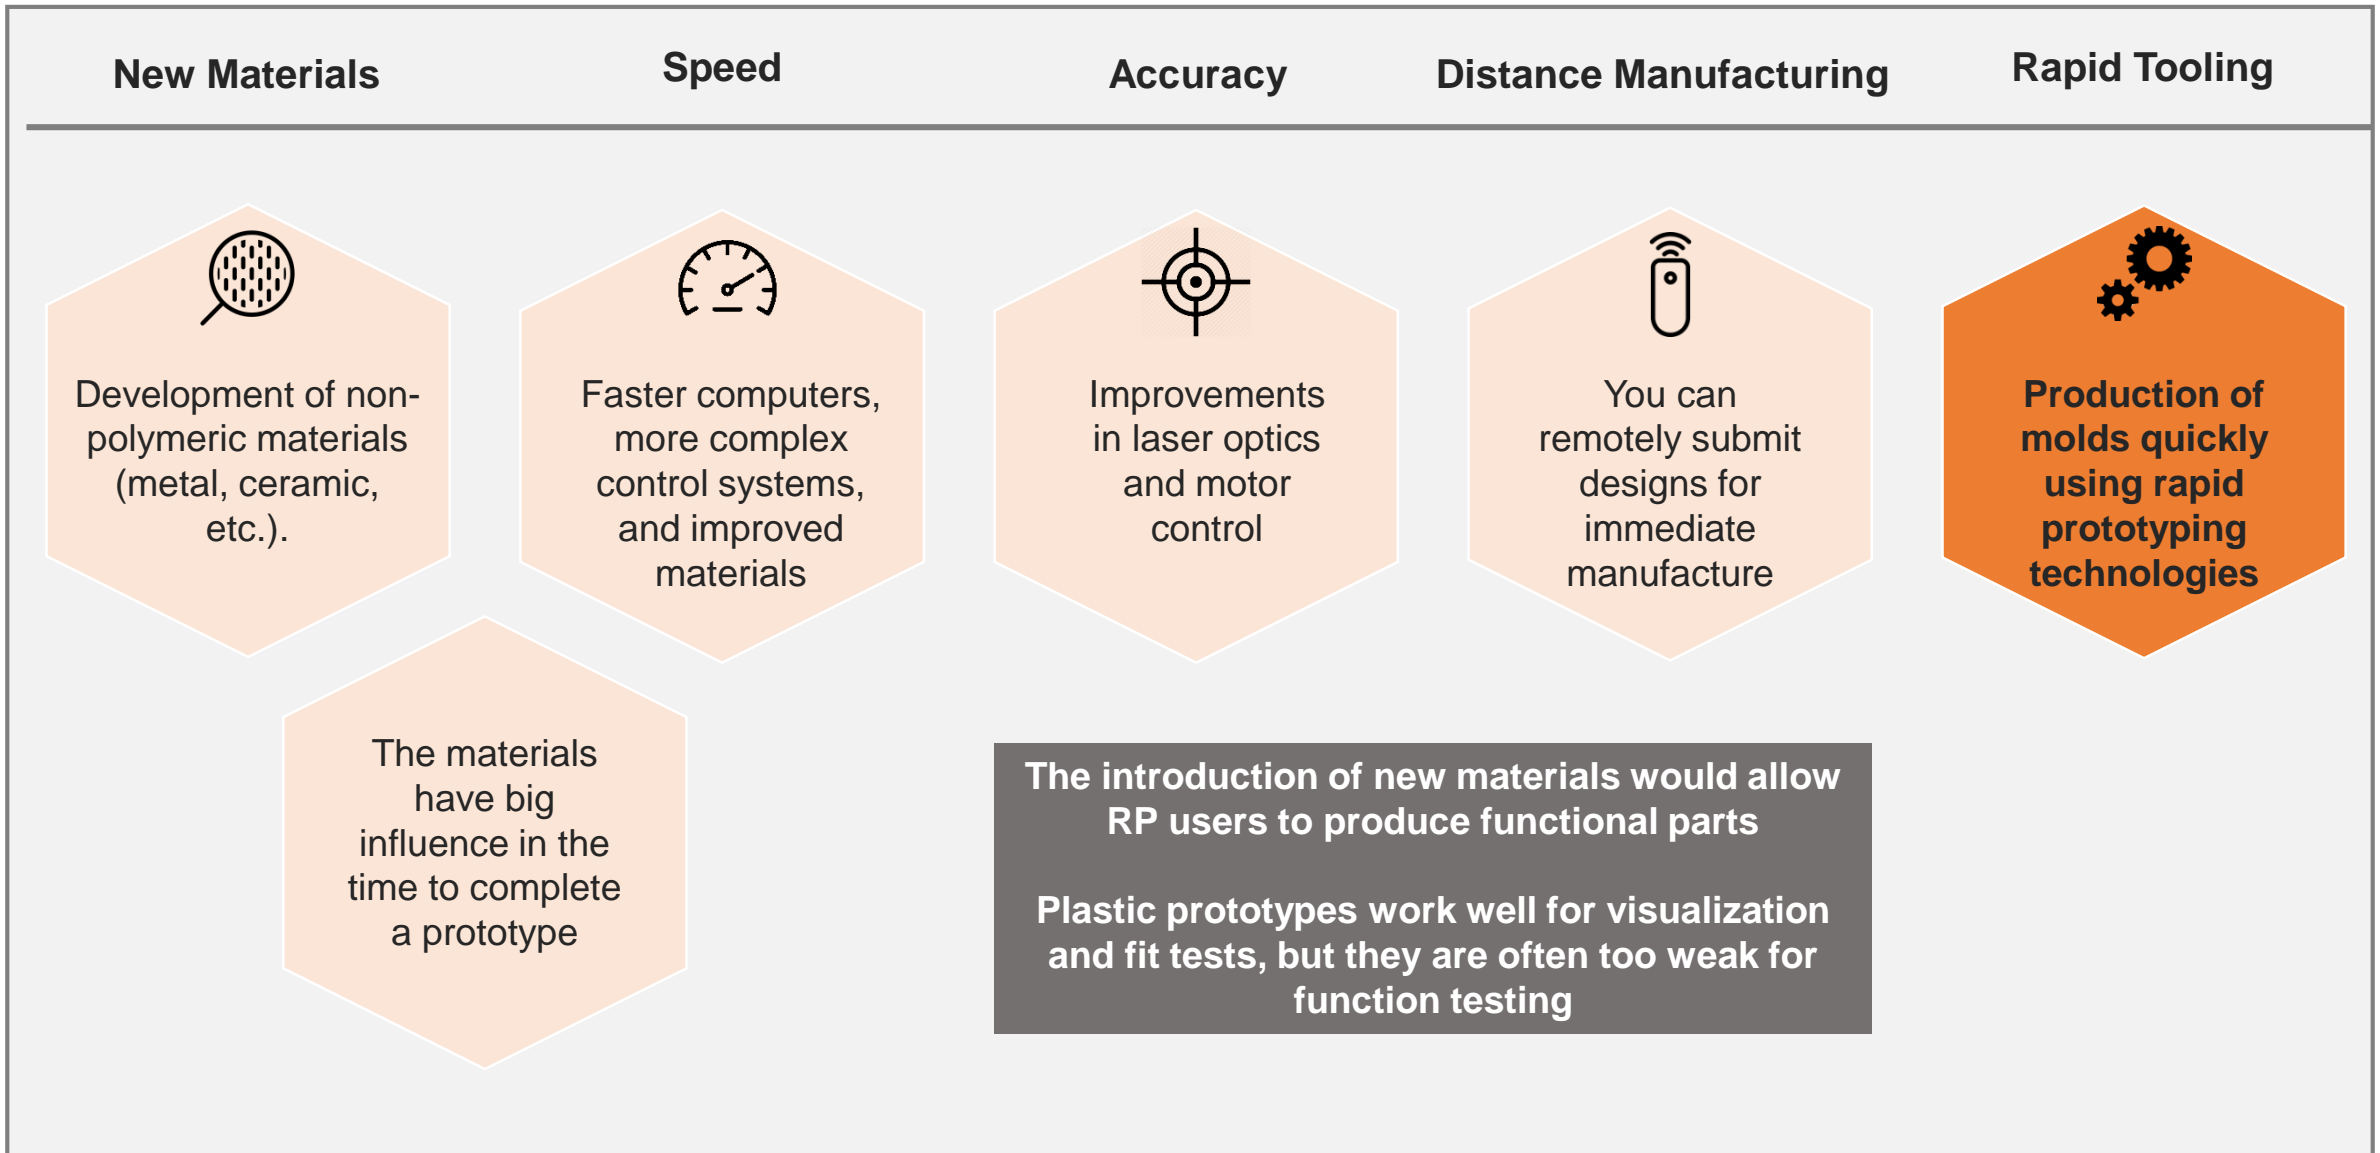 New Materials
Speed
Accuracy
Distance Manufacturing
Rapid Tooling
Development of non-
polymeric materials
(metal, ceramic,
etc.).
Faster computers,
more complex
control systems,
and improved
materials
Improvements
in laser optics
and motor
control
You can
remotely submit
designs for
immediate
manufacture
Production of
molds quickly
using rapid
prototyping
technologies
The materials
have big
influence in the
time to complete
a prototype
The introduction of new materials would allow
RP users to produce functional parts
Plastic prototypes work well for visualization
and fit tests, but they are often too weak for
function testing